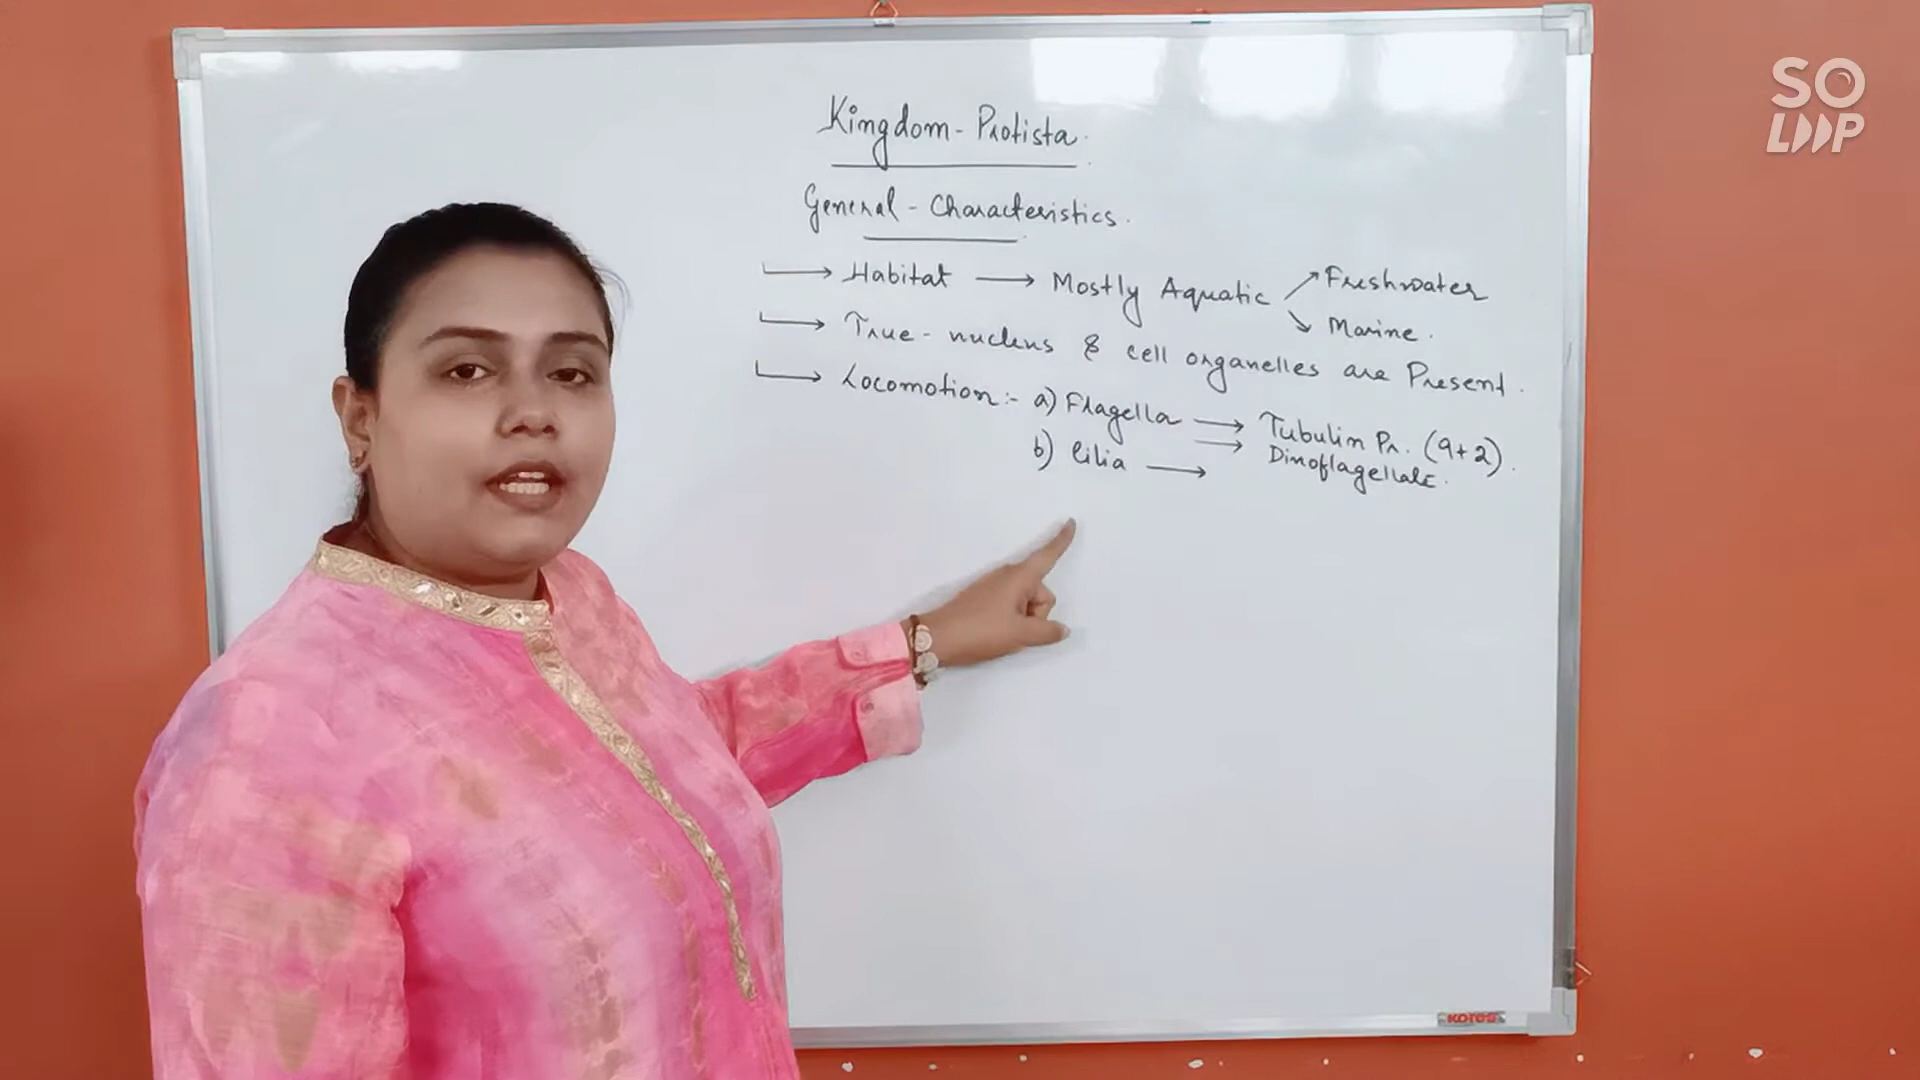 SO
LOOP
Kingdom - Protista
General - Characteristics.
Habitat → Mostly Aquatic ↗ Freshwater
↘ Marine.
True - nucleus & cell organelles are Present.
Locomotion :- a) Flagella → Tubulin Pr. (9+2).
→ Dinoflagellate.
b) Cilia →
Kores